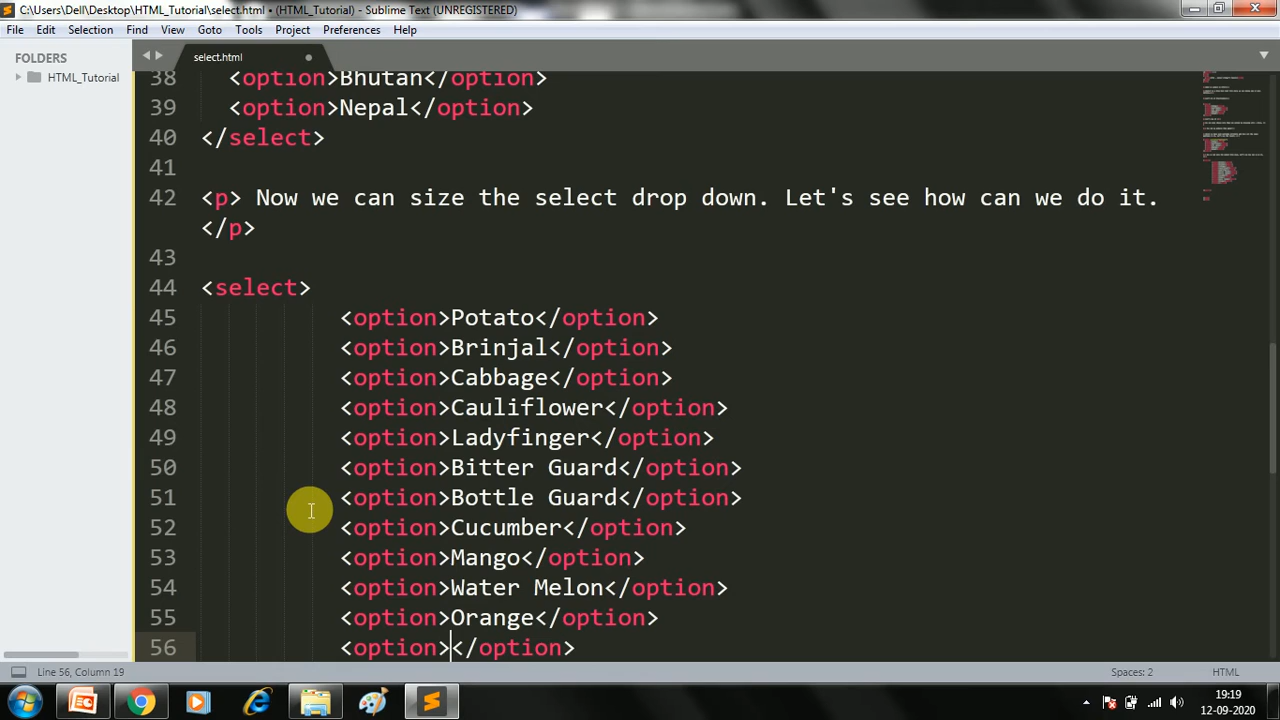 C:\Users\Dell\Desktop\HTML_Tutorial\select.html • (HTML_Tutorial) - Sublime Text (UNREGISTERED)
File Edit Selection Find View Goto Tools Project Preferences Help
FOLDERS
HTML_Tutorial
select.html
38 <option>Bhutan</option>
39 <option>Nepal</option>
40 </select>
41
42 <p> Now we can size the select drop down. Let's see how can we do it.
</p>
43
44 <select>
45 <option>Potato</option>
46 <option>Brinjal</option>
47 <option>Cabbage</option>
48 <option>Cauliflower</option>
49 <option>Ladyfinger</option>
50 <option>Bitter Guard</option>
51 <option>Bottle Guard</option>
52 <option>Cucumber</option>
53 <option>Mango</option>
54 <option>Water Melon</option>
55 <option>Orange</option>
56 <option></option>
Line 56, Column 19
Spaces: 2
HTML
19:19
12-09-2020